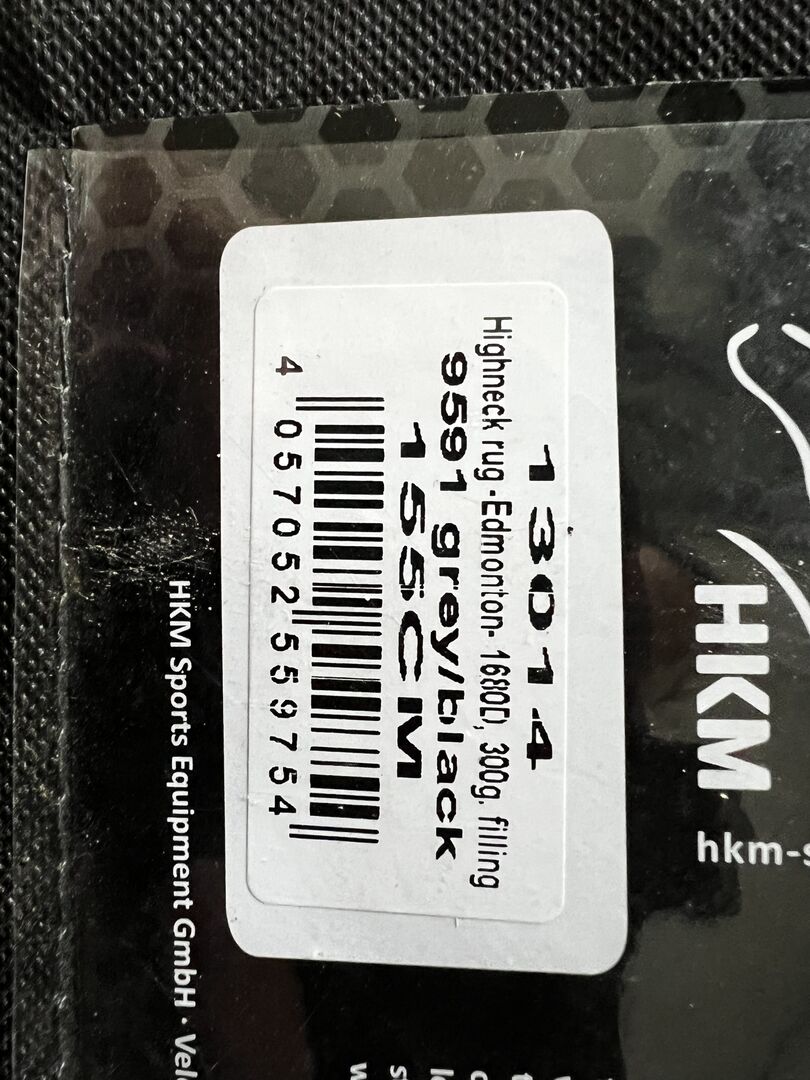 HKM
hkm-s
13014
Highneck rug -Edmonton- 1680D, 300g, filling
9591 grey/black
155CM
4 057052 559754
HKM Sports Equipment GmbH · Vel